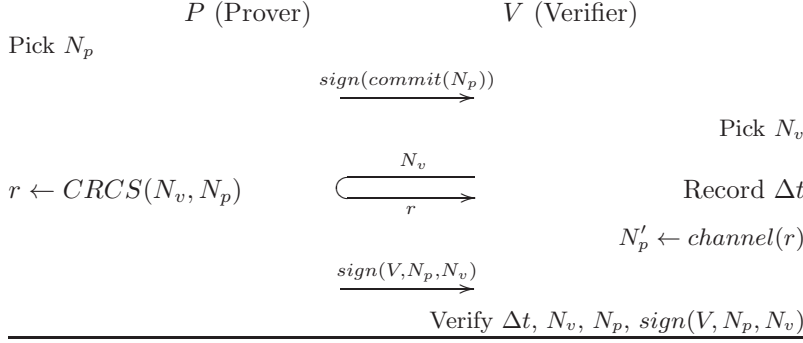 P (Prover) V (Verifier)
Pick N_p
sign(commit(N_p))
Pick N_v
N_v
r ← CRCS(N_v, N_p) Record Δt
r
N'_p ← channel(r)
sign(V,N_p,N_v)
Verify Δt, N_v, N_p, sign(V, N_p, N_v)